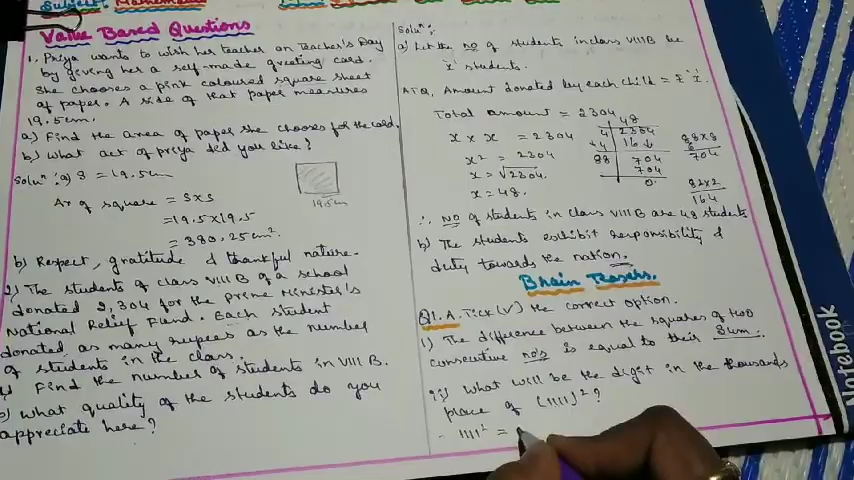 Subject: Mathematics
Value Based Questions
1. Priya wants to wish her teacher on Teacher's Day
by giving her a self-made greeting card.
She chooses a pink coloured square sheet
of paper. A side of that paper measures
19.5cm.
a) Find the area of paper she chooses for the card.
b) What act of priya did you like?
Soluⁿ: a) S = 19.5cm
Ar of square = S×S
= 19.5×19.5
= 380.25cm².
19.5cm
b) Respect, gratitude & thankful nature.
2) The students of class VIII B of a school
donated 2,304 for the Prime Minister's
National Relief Fund. Each student
donated as many rupees as the number
of students in the class.
Find the number of students in VIII B.
b) What quality of the students do you
appreciate here?
Soluⁿ:
a) Let the no of students in class VIII B be
'x' students.
ATQ, Amount donated by each child = ₹ 'x'.
Total amount = 2304
x × x = 2304
x² = 2304
x = √2304
x = 48.
48
4 2304
+4 16↓
88 704
704
0
88×8
704
82×2
164
∴ No of students in class VIII B are 48 students
b) The students exhibit responsibility &
duty towards the nation.
Brain Teasers.
Q1.A. Tick (√) the correct option.
i) The difference between the squares of two
consecutive no's is equal to their sum.
ii) What will be the digit in the thousands
place of (1111)²?
1111² =
Notebook